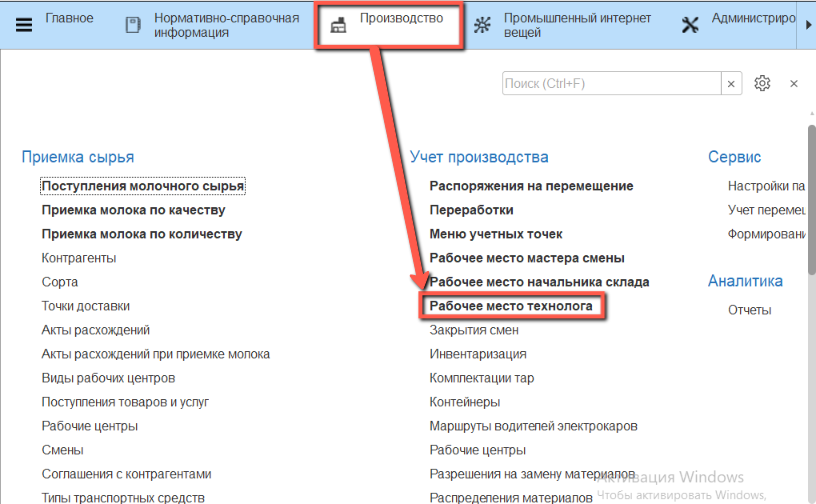 Главное
Нормативно-справочная
информация
Производство
Промышленный интернет
вещей
Администриро
Поиск (Ctrl+F)
Приемка сырья
Поступления молочного сырья
Приемка молока по качеству
Приемка молока по количеству
Контрагенты
Сорта
Точки доставки
Акты расхождений
Акты расхождений при приемке молока
Виды рабочих центров
Поступления товаров и услуг
Рабочие центры
Смены
Соглашения с контрагентами
Типы транспортных средств
Учет производства
Распоряжения на перемещение
Переработки
Меню учетных точек
Рабочее место мастера смены
Рабочее место начальника склада
Рабочее место технолога
Закрытия смен
Инвентаризация
Комплектации тар
Контейнеры
Маршруты водителей электрокаров
Рабочие центры
Разрешения на замену материалов
Распределения материалов
Сервис
Настройки па
Учет перемещ
Формировани
Аналитика
Отчеты
Активация Windows
Чтобы активировать Windows,